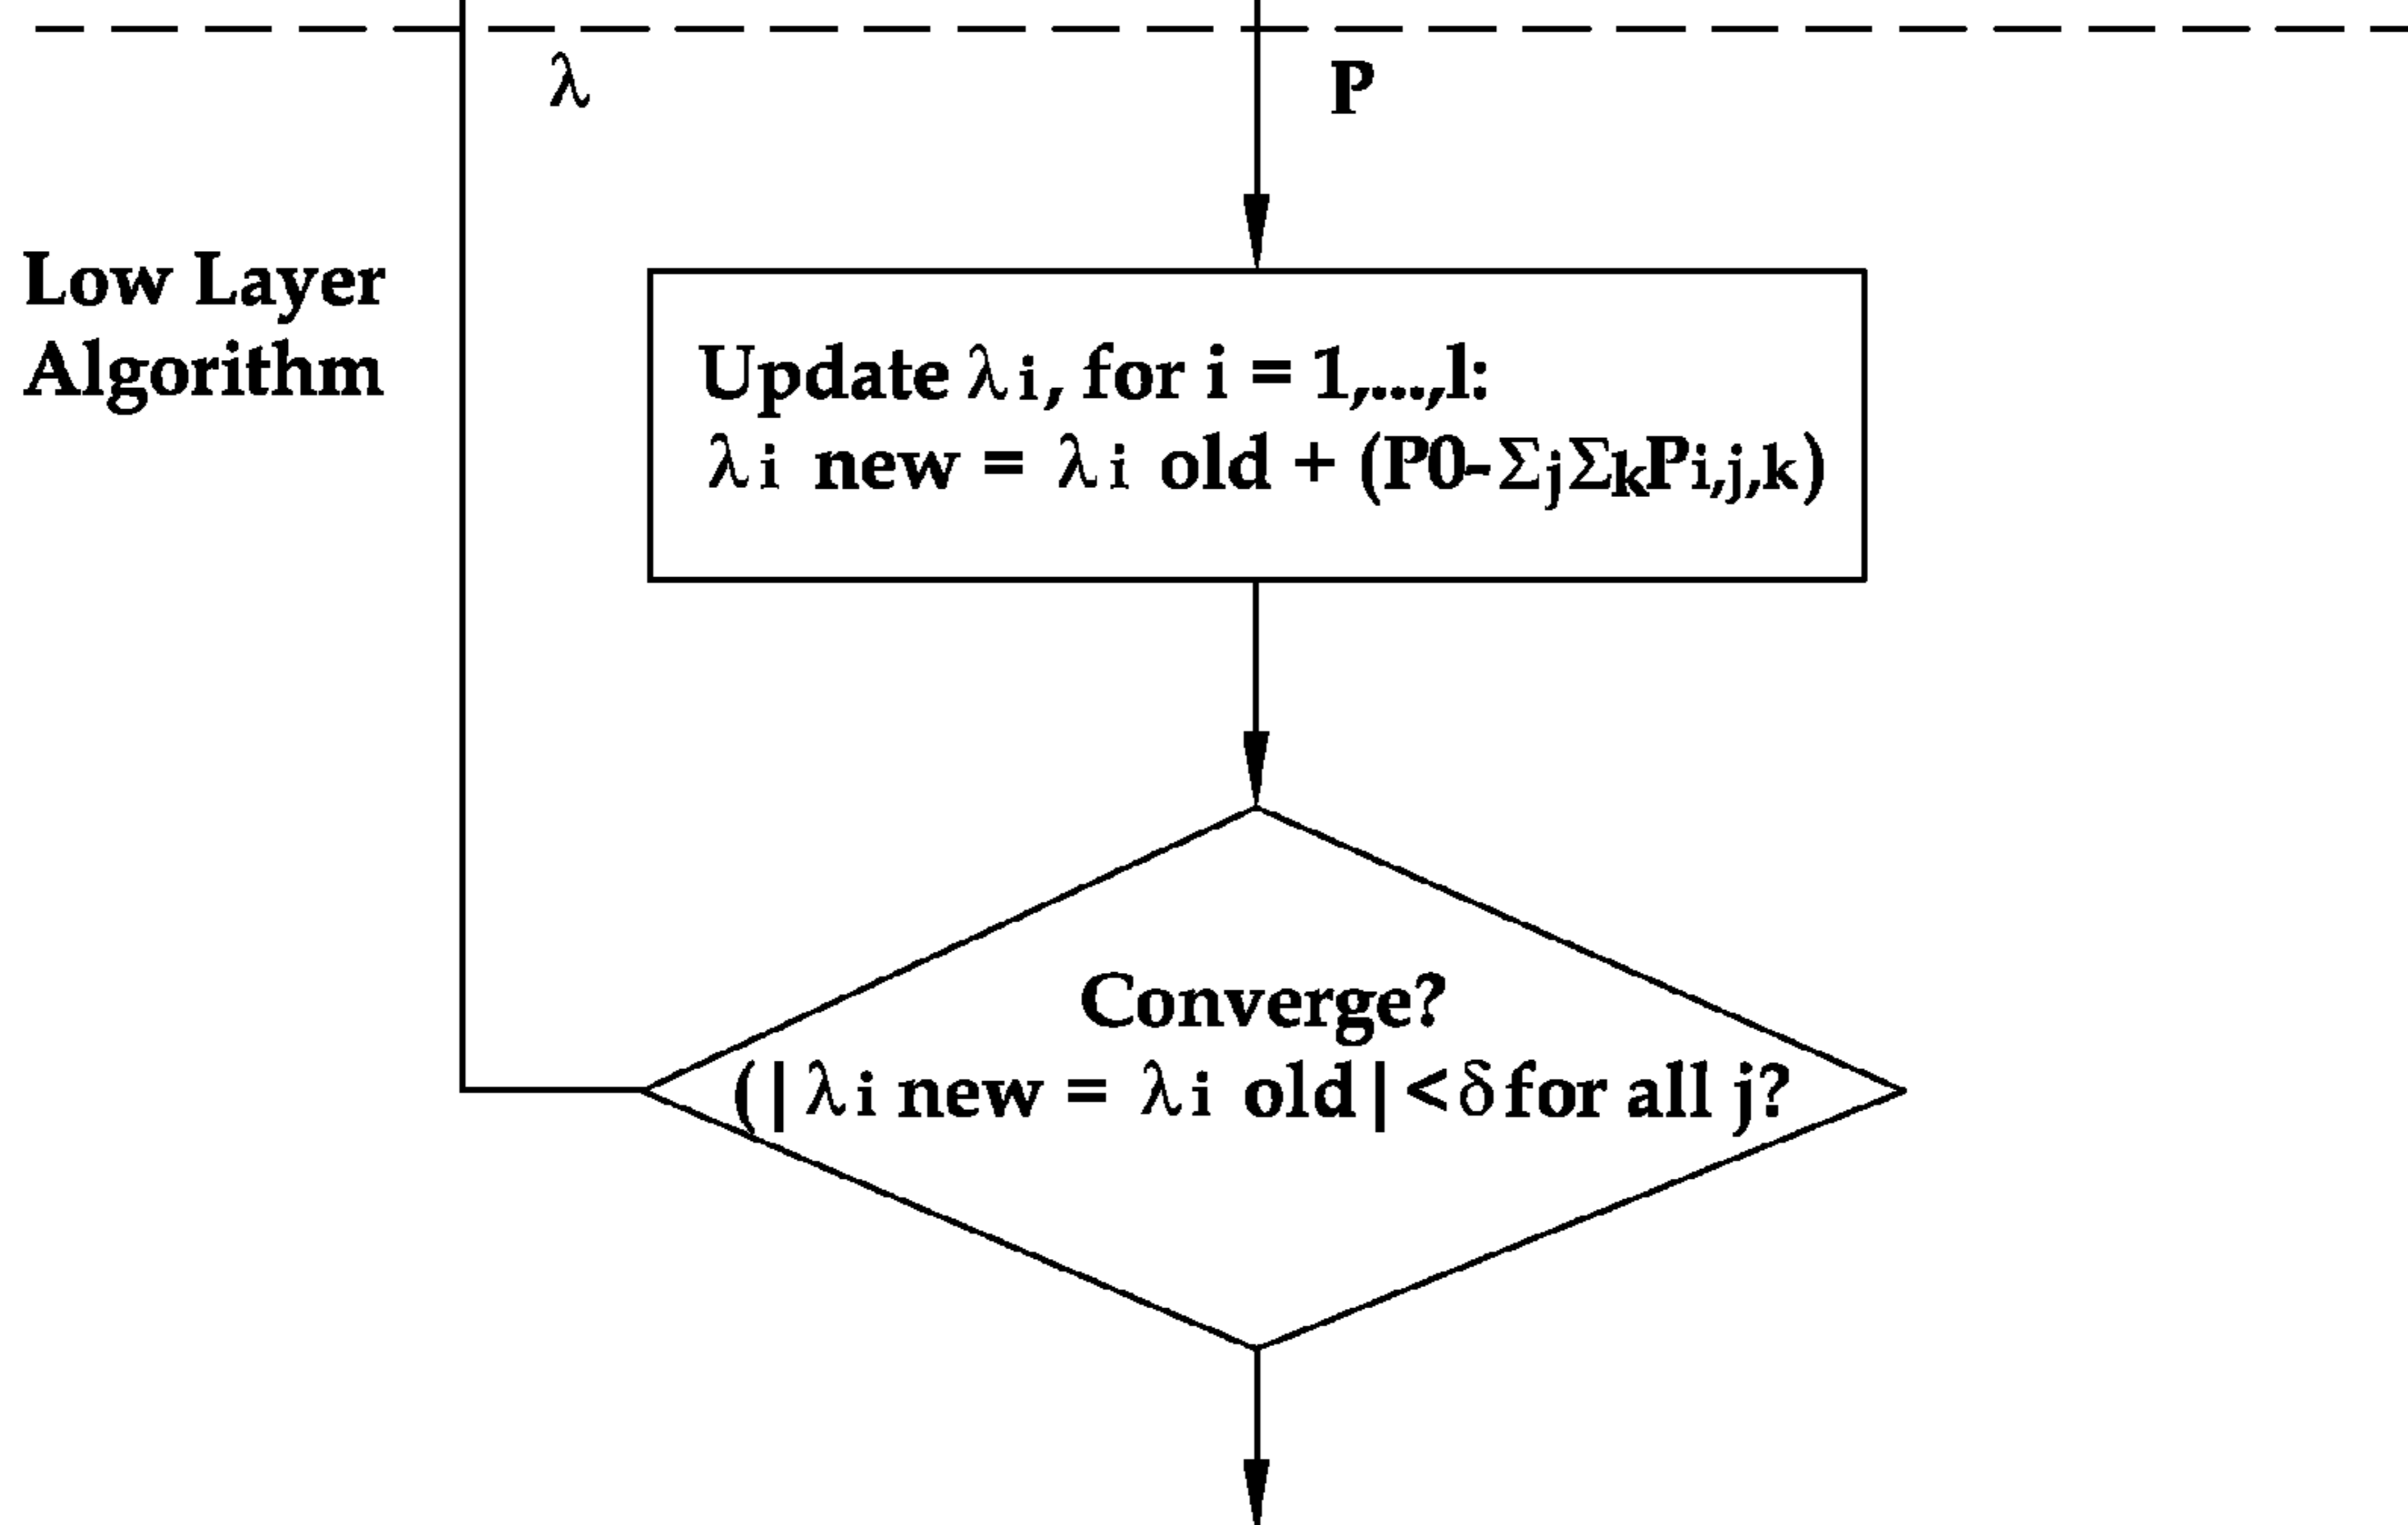 λ
P
Low Layer
Algorithm
Update λi, for i = 1,...,l:
λi new = λi old + (P0-ΣjΣkPi,j,k)
Converge?
(|λi new = λi old|<δ for all j?